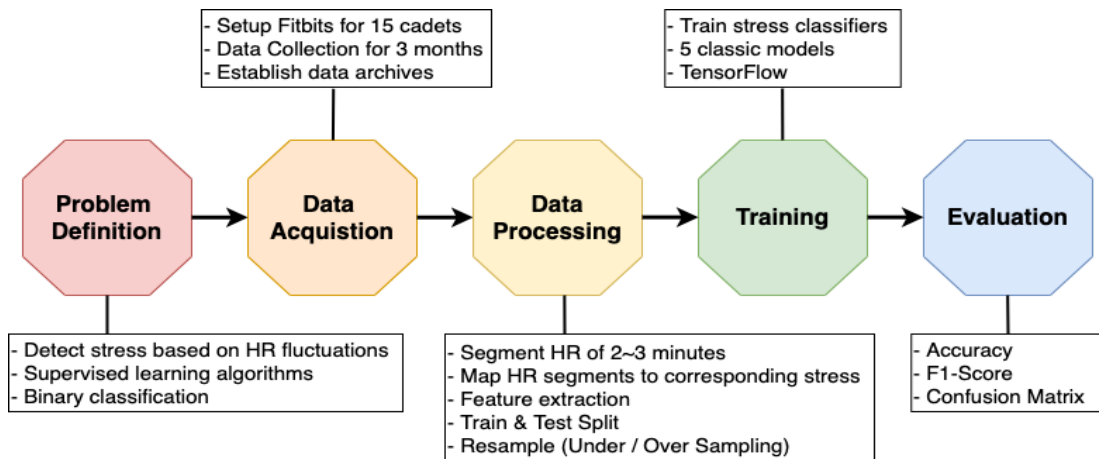 - Setup Fitbits for 15 cadets
- Data Collection for 3 months
- Establish data archives
- Train stress classifiers
- 5 classic models
- TensorFlow
Problem
Definition
Data
Acquistion
Data
Processing
Training
Evaluation
- Detect stress based on HR fluctuations
- Supervised learning algorithms
- Binary classification
- Segment HR of 2~3 minutes
- Map HR segments to corresponding stress
- Feature extraction
- Train & Test Split
- Resample (Under / Over Sampling)
- Accuracy
- F1-Score
- Confusion Matrix